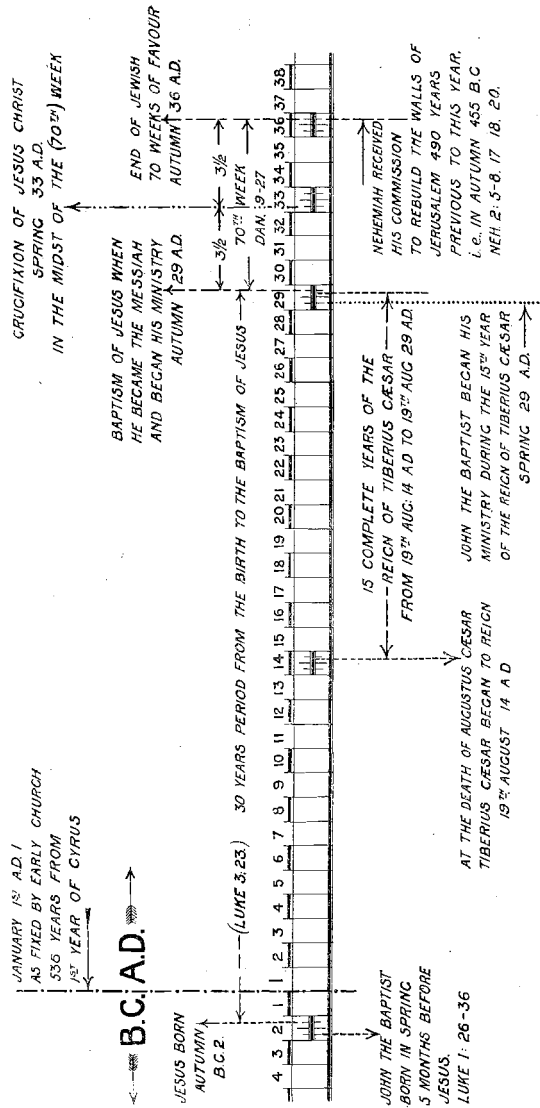 JANUARY 1ST A.D. 1
AS FIXED BY EARLY CHURCH
536 YEARS FROM
1ST YEAR OF CYRUS
B.C. A.D.
CRUCIFIXION OF JESUS CHRIST
SPRING 33 A.D.
IN THE MIDST OF THE (70TH) WEEK
BAPTISM OF JESUS WHEN
HE BECAME THE MESSIAH
AND BEGAN HIS MINISTRY
AUTUMN 29 A.D.
END OF JEWISH
70 WEEKS OF FAVOUR
AUTUMN 36 A.D.
3½ 3½
70TH WEEK
DAN. 9-27
JESUS BORN
AUTUMN
B.C.2.
(LUKE 3.23.) 30 YEARS PERIOD FROM THE BIRTH TO THE BAPTISM OF JESUS
4 3 2 1 1 2 3 4 5 6 7 8 9 10 11 12 13 14 15 16 17 18 19 20 21 22 23 24 25 26 27 28 29 30 31 32 33 34 35 36 37 38
JOHN THE BAPTIST
BORN IN SPRING
5 MONTHS BEFORE
JESUS.
LUKE 1: 26-36
AT THE DEATH OF AUGUSTUS CÆSAR
TIBERIUS CÆSAR BEGAN TO REIGN
19TH AUGUST 14 A D
15 COMPLETE YEARS OF THE
REIGN OF TIBERIUS CÆSAR
FROM 19TH AUG: 14 AD TO 19TH AUG 29 AD.
JOHN THE BAPTIST BEGAN HIS
MINISTRY DURING THE 15TH YEAR
OF THE REIGN OF TIBERIUS CÆSAR
SPRING 29 A.D.
NEHEMIAH RECEIVED
HIS COMMISSION
TO REBUILD THE WALLS OF
JERUSALEM 490 YEARS
PREVIOUS TO THIS YEAR,
i.e., IN AUTUMN 455 B.C
NEH. 2: 5-8. 17 18. 20.